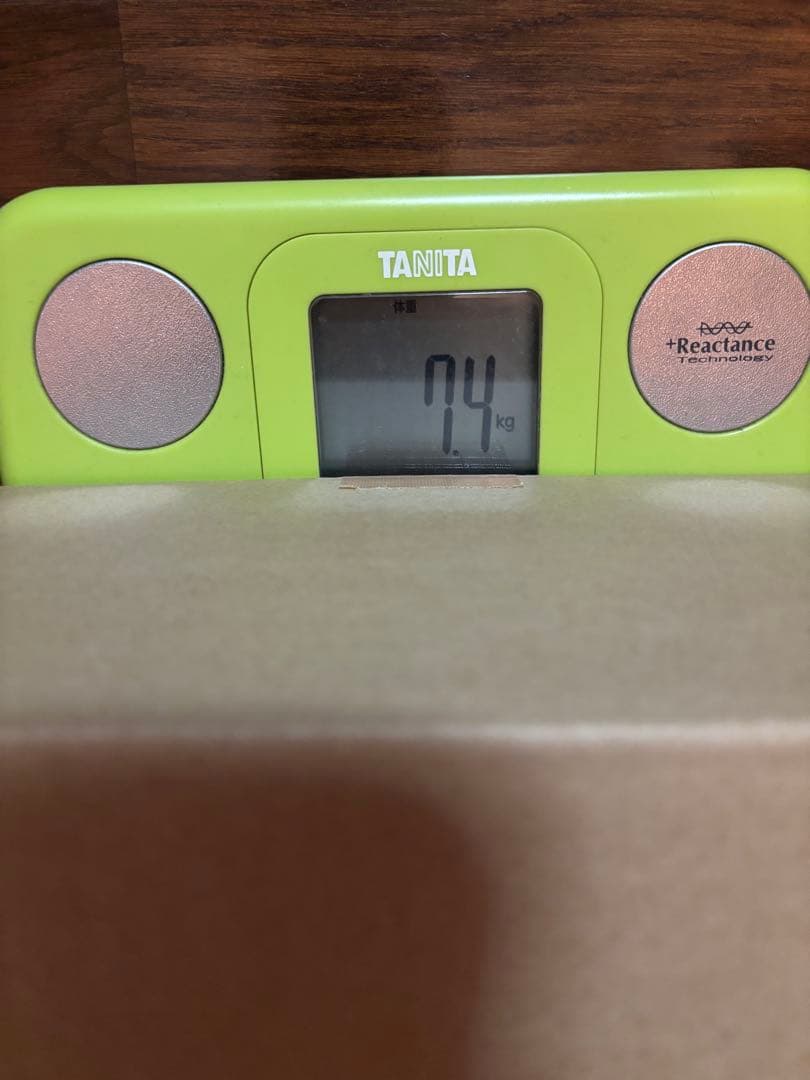 TANITA
体重
7.4 kg
+Reactance
Technology